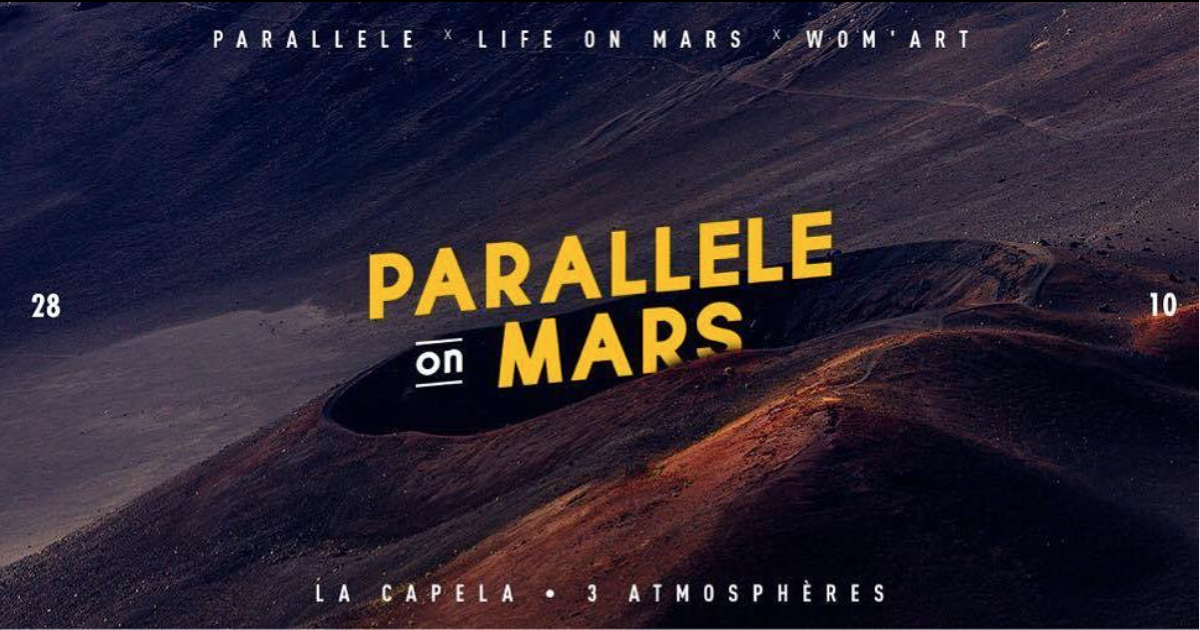 PARALLELE x LIFE ON MARS x WOM'ART
PARALLELE
on MARS
28
10
LA CAPELA • 3 ATMOSPHÈRES